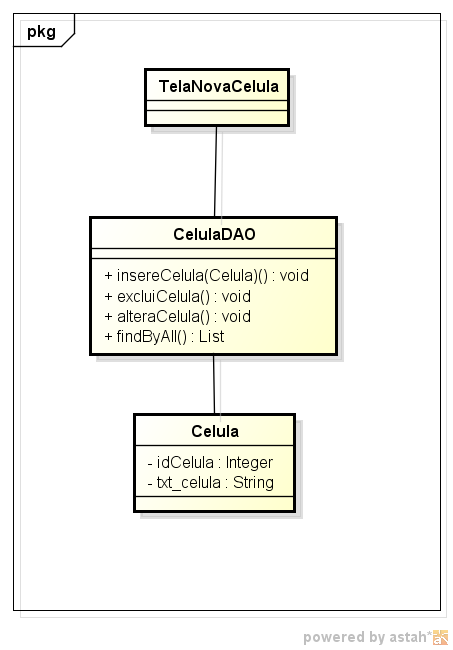 pkg
TelaNovaCelula
CelulaDAO
+ insereCelula(Celula)() : void
+ excluiCelula() : void
+ alteraCelula() : void
+ findByAll() : List
Celula
- idCelula : Integer
- txt_celula : String
powered by astah*